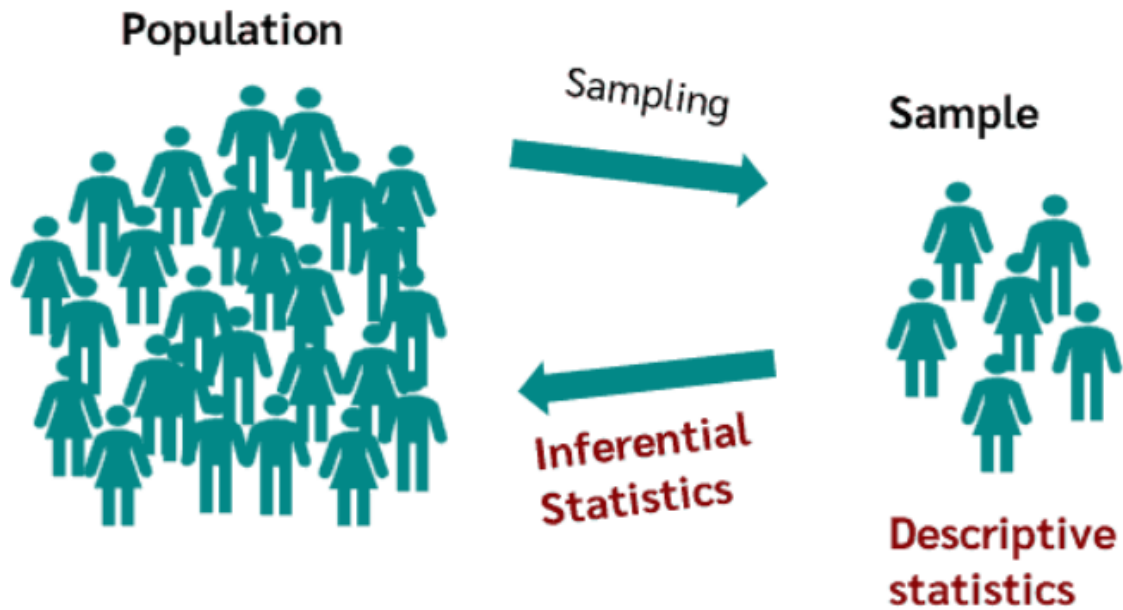 Population
Sampling
Sample
Inferential
Statistics
Descriptive
statistics